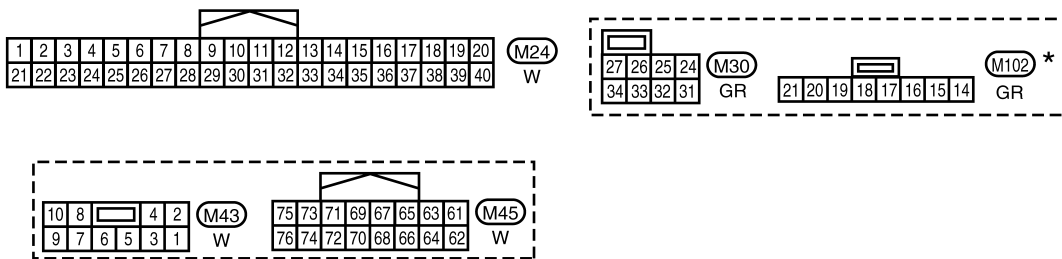 1 2 3 4 5 6 7 8 9 10 11 12 13 14 15 16 17 18 19 20
21 22 23 24 25 26 27 28 29 30 31 32 33 34 35 36 37 38 39 40
M24
W
27 26 25 24
34 33 32 31
M30
GR
21 20 19 18 17 16 15 14
M102 *
GR
10 8 4 2
9 7 6 5 3 1
M43
W
75 73 71 69 67 65 63 61
76 74 72 70 68 66 64 62
M45
W